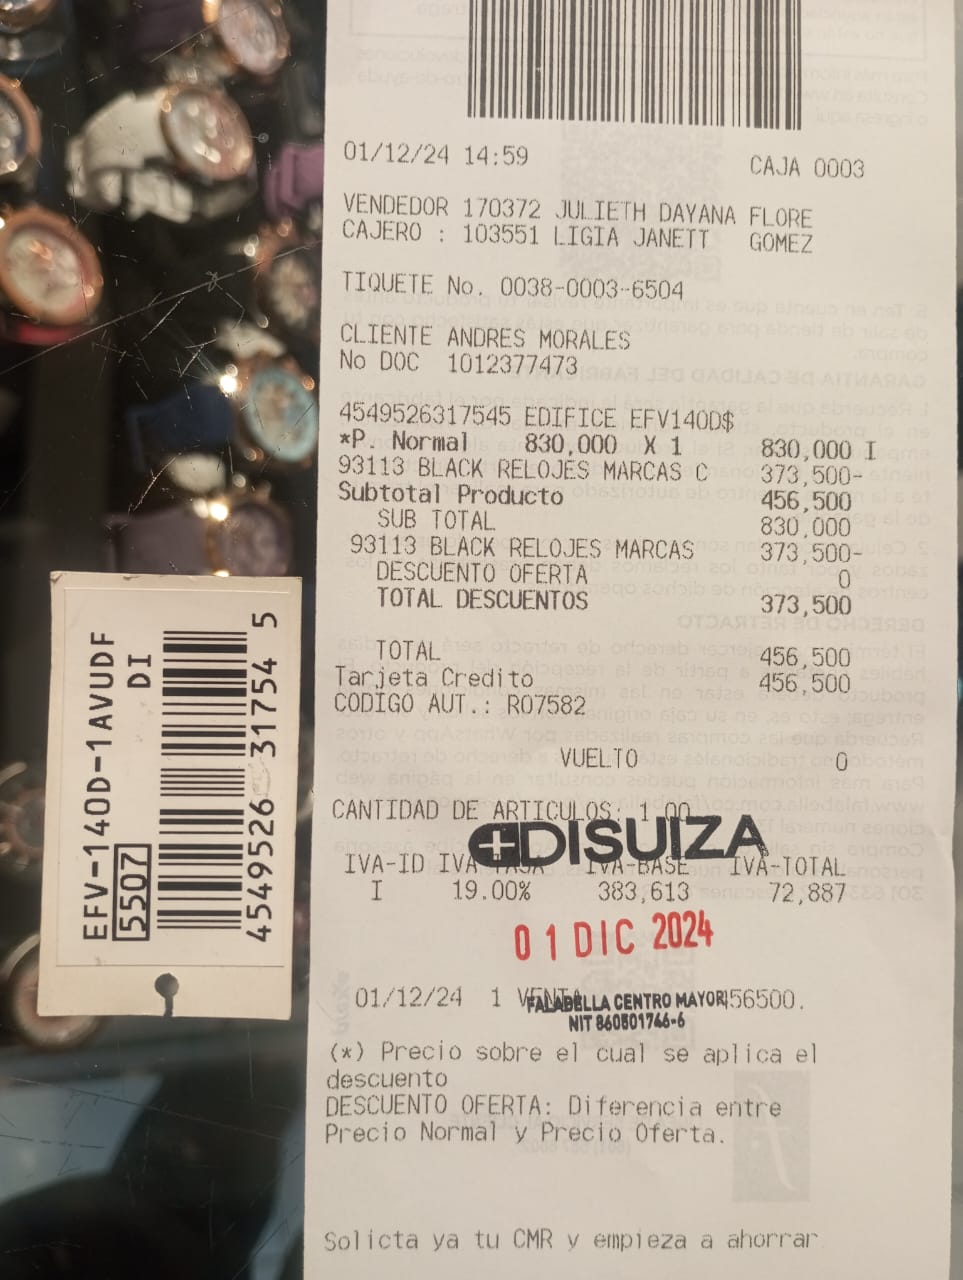 01/12/24 14:59 CAJA 0003
VENDEDOR 170372 JULIETH DAYANA FLORE
CAJERO : 103551 LIGIA JANETT GOMEZ
TIQUETE No. 0038-0003-6504
CLIENTE ANDRES MORALES
No DOC 1012377473
4549526317545 EDIFICE EFV140D$
*P. Normal 830,000 X 1 830,000 I
93113 BLACK RELOJES MARCAS C 373,500-
Subtotal Producto 456,500
SUB TOTAL 830,000
93113 BLACK RELOJES MARCAS 373,500-
DESCUENTO OFERTA 0
TOTAL DESCUENTOS 373,500
TOTAL 456,500
Tarjeta Credito 456,500
CODIGO AUT.: R07582
VUELTO 0
CANTIDAD DE ARTICULOS: 1.00
DISUIZA
IVA-ID IVA TASA IVA-BASE IVA-TOTAL
I 19.00% 383,613 72,887
01 DIC 2024
01/12/24 1 VENTA 456500.
FALABELLA CENTRO MAYOR
NIT 860501746-6
(*) Precio sobre el cual se aplica el
descuento
DESCUENTO OFERTA: Diferencia entre
Precio Normal y Precio Oferta.
Solicta ya tu CMR y empieza a ahorrar
EFV-140D-1AVUDF
DI
5507
4549526 31754 5